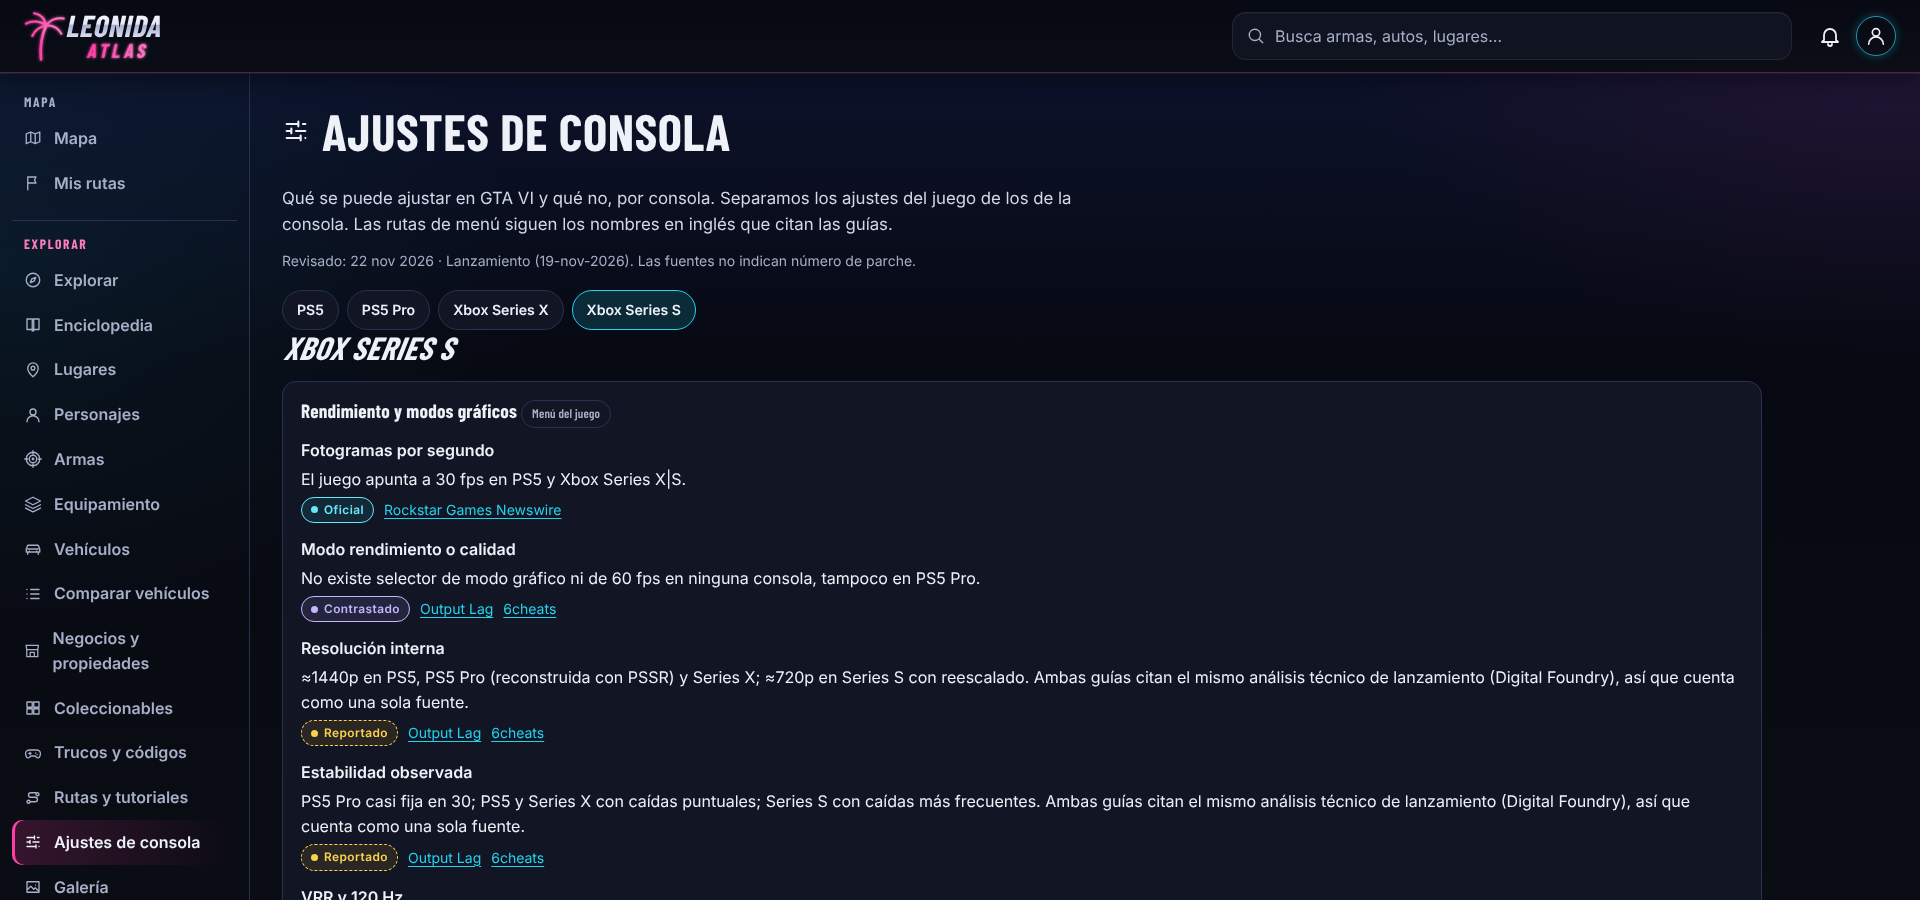 LEONIDA
ATLAS
Busca armas, autos, lugares...
MAPA
Mapa
Mis rutas
EXPLORAR
Explorar
Enciclopedia
Lugares
Personajes
Armas
Equipamiento
Vehículos
Comparar vehículos
Negocios y
propiedades
Coleccionables
Trucos y códigos
Rutas y tutoriales
Ajustes de consola
Galería
AJUSTES DE CONSOLA
Qué se puede ajustar en GTA VI y qué no, por consola. Separamos los ajustes del juego de los de la
consola. Las rutas de menú siguen los nombres en inglés que citan las guías.
Revisado: 22 nov 2026 · Lanzamiento (19-nov-2026). Las fuentes no indican número de parche.
PS5 PS5 Pro Xbox Series X Xbox Series S
XBOX SERIES S
Rendimiento y modos gráficos Menú del juego
Fotogramas por segundo
El juego apunta a 30 fps en PS5 y Xbox Series X|S.
Oficial Rockstar Games Newswire
Modo rendimiento o calidad
No existe selector de modo gráfico ni de 60 fps en ninguna consola, tampoco en PS5 Pro.
Contrastado Output Lag 6cheats
Resolución interna
≈1440p en PS5, PS5 Pro (reconstruida con PSSR) y Series X; ≈720p en Series S con reescalado. Ambas guías citan el mismo análisis técnico de lanzamiento (Digital Foundry), así que cuenta
como una sola fuente.
Reportado Output Lag 6cheats
Estabilidad observada
PS5 Pro casi fija en 30; PS5 y Series X con caídas puntuales; Series S con caídas más frecuentes. Ambas guías citan el mismo análisis técnico de lanzamiento (Digital Foundry), así que
cuenta como una sola fuente.
Reportado Output Lag 6cheats
VRR y 120 Hz